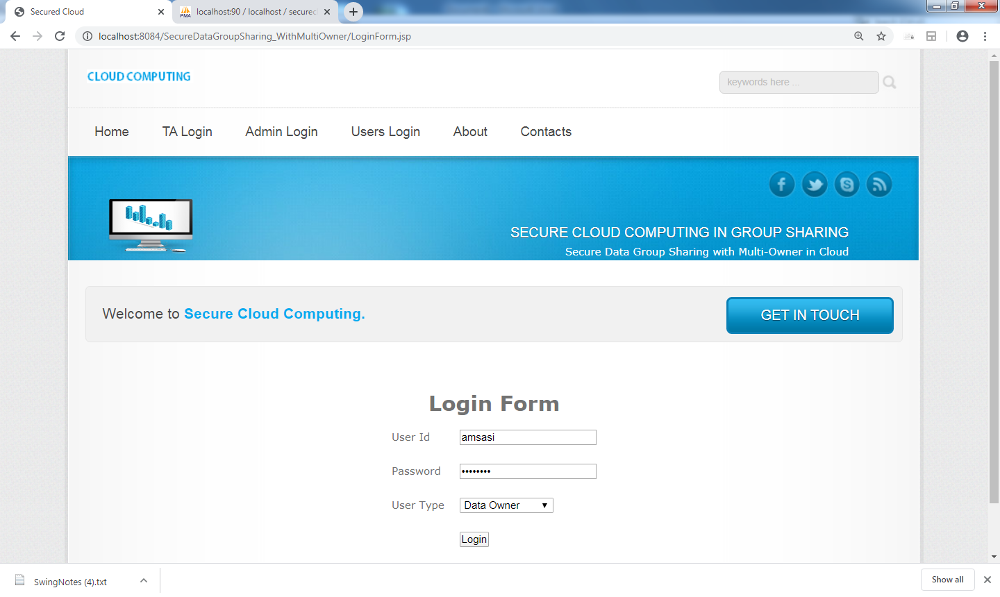 Secured Cloud
localhost:90 / localhost / secured
localhost:8084/SecureDataGroupSharing_WithMultiOwner/LoginForm.jsp
CLOUD COMPUTING
keywords here ...
Home TA Login Admin Login Users Login About Contacts
SECURE CLOUD COMPUTING IN GROUP SHARING
Secure Data Group Sharing with Multi-Owner in Cloud
Welcome to Secure Cloud Computing.
GET IN TOUCH
Login Form
User Id amsasi
Password ••••••••
User Type Data Owner
Login
SwingNotes (4).txt
Show all